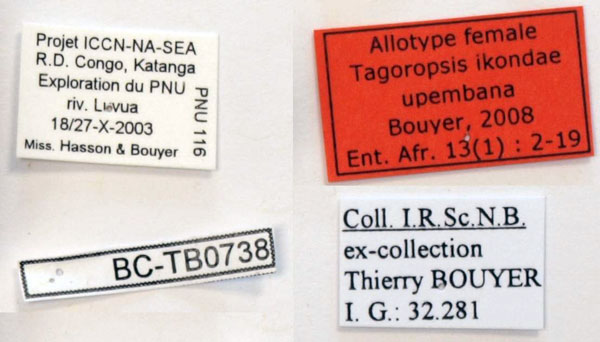 Projet ICCN-NA-SEA
R.D. Congo, Katanga
Exploration du PNU
riv. Lievua
18/27-X-2003
Miss. Hasson & Bouyer
PNU 116
Allotype female
Tagoropsis ikondae
upembana
Bouyer, 2008
Ent. Afr. 13(1) : 2-19
BC-TB0738
Coll. I.R.Sc.N.B.
ex-collection
Thierry BOUYER
I. G.: 32.281